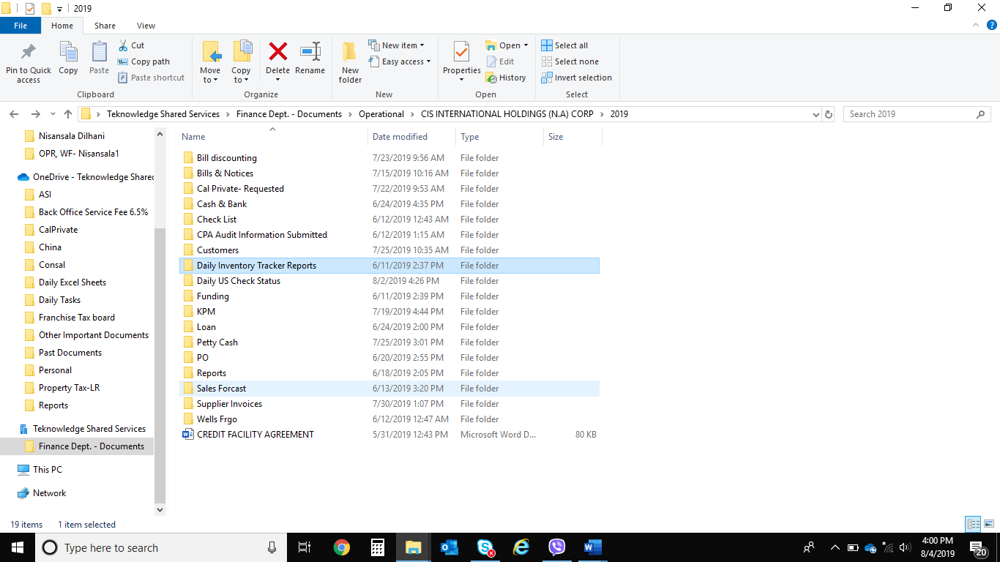 2019
File Home Share View
Pin to Quick access
Copy
Paste
Cut
Copy path
Paste shortcut
Clipboard
Move to
Copy to
Delete
Rename
Organize
New folder
New item
Easy access
New
Properties
Open
Edit
History
Open
Select all
Select none
Invert selection
Select
Teknowledge Shared Services Finance Dept. - Documents Operational CIS INTERNATIONAL HOLDINGS (N.A) CORP 2019
Search 2019
Nisansala Dilhani
OPR, WF- Nisansala1
OneDrive - Teknowledge Shared
ASI
Back Office Service Fee 6.5%
CalPrivate
China
Consal
Daily Excel Sheets
Daily Tasks
Franchise Tax board
Other Important Documents
Past Documents
Personal
Property Tax-LR
Reports
Teknowledge Shared Services
Finance Dept. - Documents
This PC
Network
Name Date modified Type Size
Bill discounting 7/23/2019 9:56 AM File folder
Bills & Notices 7/15/2019 10:16 AM File folder
Cal Private- Requested 7/22/2019 9:53 AM File folder
Cash & Bank 6/24/2019 4:35 PM File folder
Check List 6/12/2019 12:43 AM File folder
CPA Audit Information Submitted 6/12/2019 1:15 AM File folder
Customers 7/25/2019 10:35 AM File folder
Daily Inventory Tracker Reports 6/11/2019 2:37 PM File folder
Daily US Check Status 8/2/2019 4:26 PM File folder
Funding 6/11/2019 2:39 PM File folder
KPM 7/19/2019 4:44 PM File folder
Loan 6/24/2019 2:00 PM File folder
Petty Cash 7/25/2019 3:01 PM File folder
PO 6/20/2019 2:55 PM File folder
Reports 6/18/2019 2:05 PM File folder
Sales Forcast 6/13/2019 3:20 PM File folder
Supplier Invoices 7/30/2019 1:07 PM File folder
Wells Frgo 6/12/2019 12:47 AM File folder
CREDIT FACILITY AGREEMENT 5/31/2019 12:43 PM Microsoft Word D... 80 KB
19 items 1 item selected
Type here to search
4:00 PM
8/4/2019
20